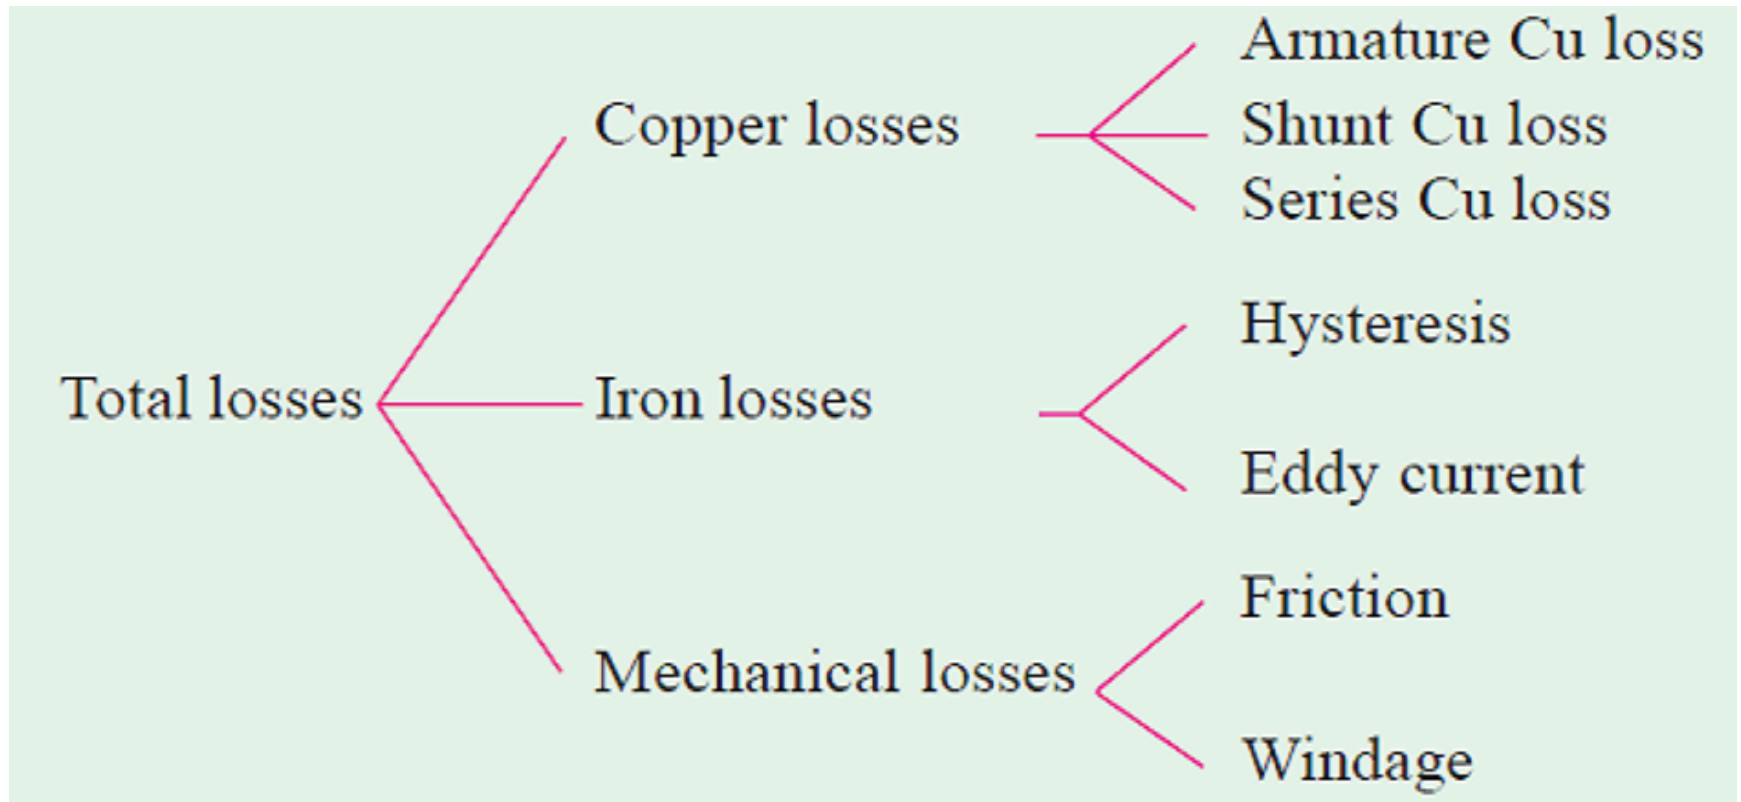 Total losses
Copper losses
Armature Cu loss
Shunt Cu loss
Series Cu loss
Iron losses
Hysteresis
Eddy current
Mechanical losses
Friction
Windage